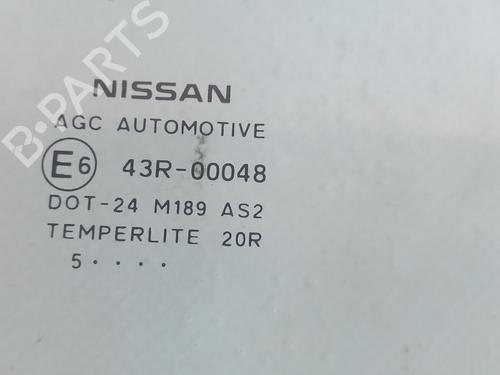 B-PARTS
NISSAN
AGC AUTOMOTIVE
E6 43R-00048
DOT-24 M189 AS2
TEMPERLITE 20R
5 · · · ·